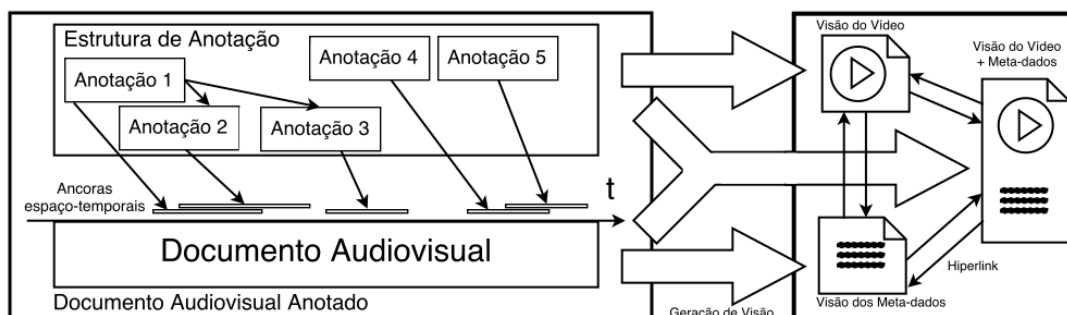 Estrutura de Anotação
Anotação 1
Anotação 2
Anotação 3
Anotação 4
Anotação 5
Ancoras
espaço-temporais
t
Documento Audiovisual
Documento Audiovisual Anotado
Geração de Visão
Visão do Vídeo
Visão do Vídeo
+ Meta-dados
Hiperlink
Visão dos Meta-dados